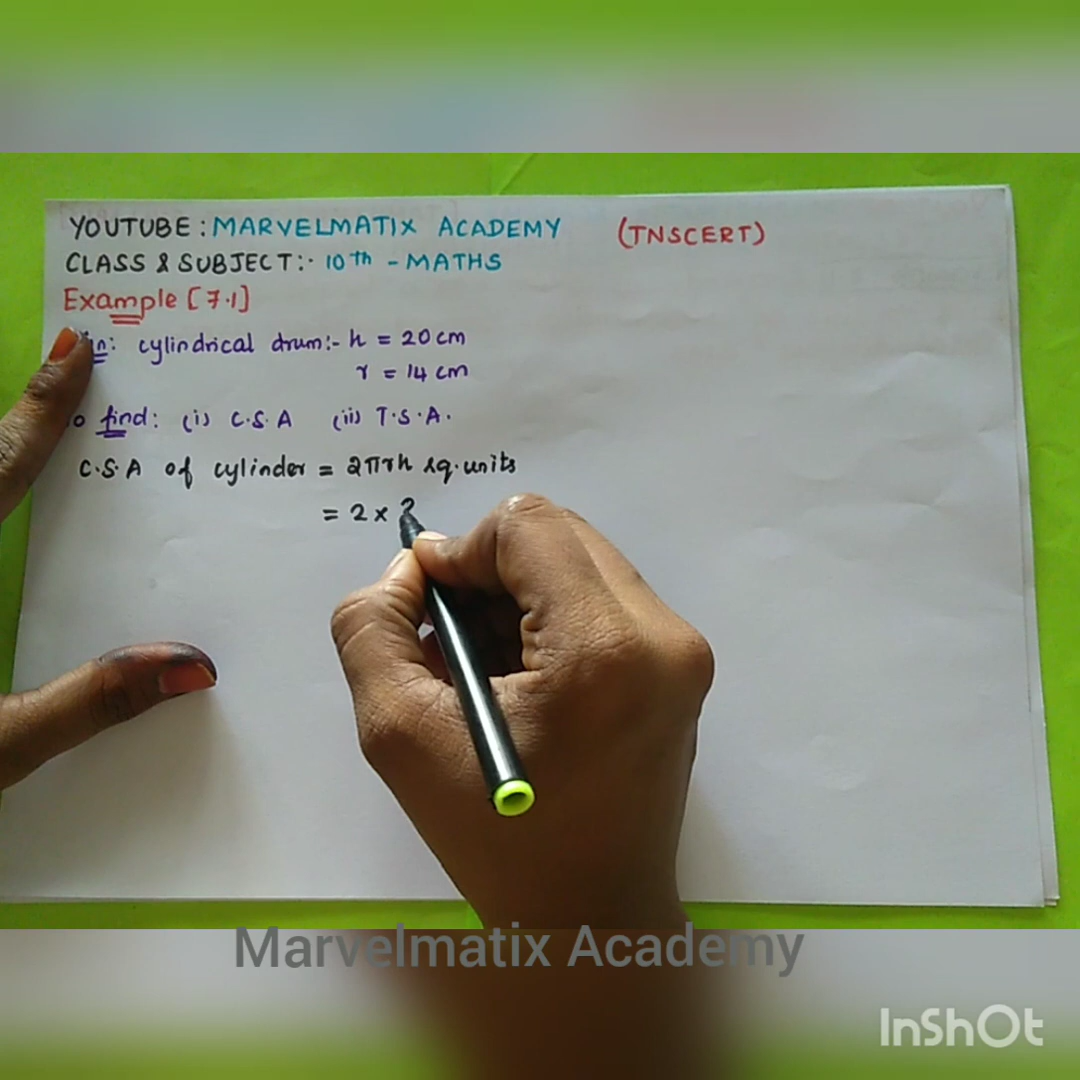 YOUTUBE: MARVELMATIX ACADEMY (TNSCERT)
CLASS & SUBJECT:- 10th - MATHS
Example [7.1]
cylindrical drum:- h = 20 cm
r = 14 cm
find: (i) C.S.A (ii) T.S.A.
C.S.A of cylinder = 2πrh sq.units
= 2 x
Marvelmatix Academy
InShOt